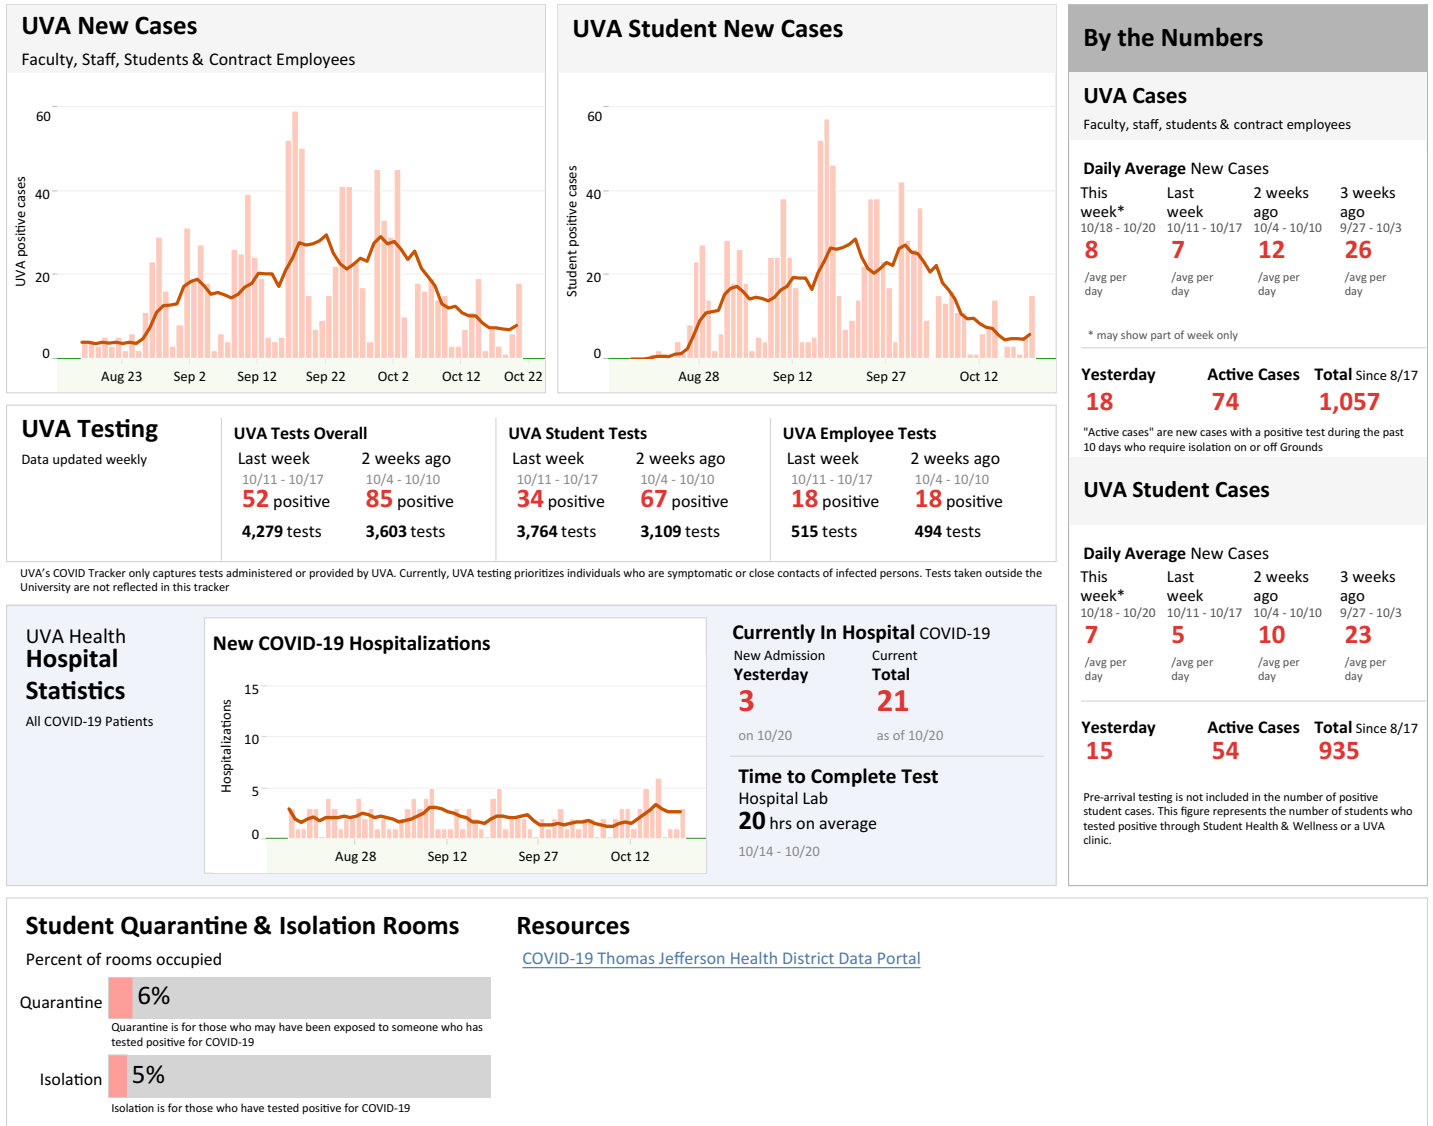 UVA New Cases
Faculty, Staff, Students & Contract Employees
UVA positive cases
60
40
20
0
Aug 23 Sep 2 Sep 12 Sep 22 Oct 2 Oct 12 Oct 22
UVA Student New Cases
Student positive cases
60
40
20
0
Aug 28 Sep 12 Sep 27 Oct 12
By the Numbers
UVA Cases
Faculty, staff, students & contract employees
Daily Average New Cases
This week* Last week 2 weeks ago 3 weeks ago
10/18 - 10/20 10/11 - 10/17 10/4 - 10/10 9/27 - 10/3
8 7 12 26
/avg per day /avg per day /avg per day /avg per day
* may show part of week only
Yesterday Active Cases Total Since 8/17
18 74 1,057
"Active cases" are new cases with a positive test during the past
10 days who require isolation on or off Grounds
UVA Student Cases
Daily Average New Cases
This week* Last week 2 weeks ago 3 weeks ago
10/18 - 10/20 10/11 - 10/17 10/4 - 10/10 9/27 - 10/3
7 5 10 23
/avg per day /avg per day /avg per day /avg per day
Yesterday Active Cases Total Since 8/17
15 54 935
Pre-arrival testing is not included in the number of positive
student cases. This figure represents the number of students who
tested positive through Student Health & Wellness or a UVA
clinic.
UVA Testing
Data updated weekly
UVA Tests Overall
Last week 2 weeks ago
10/11 - 10/17 10/4 - 10/10
52 positive 85 positive
4,279 tests 3,603 tests
UVA Student Tests
Last week 2 weeks ago
10/11 - 10/17 10/4 - 10/10
34 positive 67 positive
3,764 tests 3,109 tests
UVA Employee Tests
Last week 2 weeks ago
10/11 - 10/17 10/4 - 10/10
18 positive 18 positive
515 tests 494 tests
UVA's COVID Tracker only captures tests administered or provided by UVA. Currently, UVA testing prioritizes individuals who are symptomatic or close contacts of infected persons. Tests taken outside the
University are not reflected in this tracker
UVA Health
Hospital
Statistics
All COVID-19 Patients
New COVID-19 Hospitalizations
Hospitalizations
15
10
5
0
Aug 28 Sep 12 Sep 27 Oct 12
Currently In Hospital COVID-19
New Admission Current
Yesterday Total
3 21
on 10/20 as of 10/20
Time to Complete Test
Hospital Lab
20 hrs on average
10/14 - 10/20
Student Quarantine & Isolation Rooms
Percent of rooms occupied
Quarantine 6%
Quarantine is for those who may have been exposed to someone who has
tested positive for COVID-19
Isolation 5%
Isolation is for those who have tested positive for COVID-19
Resources
COVID-19 Thomas Jefferson Health District Data Portal